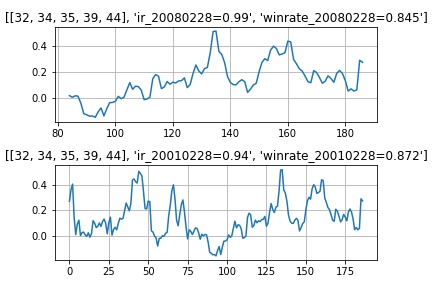 [[32, 34, 35, 39, 44], 'ir_20080228=0.99', 'winrate_20080228=0.845']
0.4
0.2
0.0
80 100 120 140 160 180
[[32, 34, 35, 39, 44], 'ir_20010228=0.94', 'winrate_20010228=0.872']
0.4
0.2
0.0
0 25 50 75 100 125 150 175